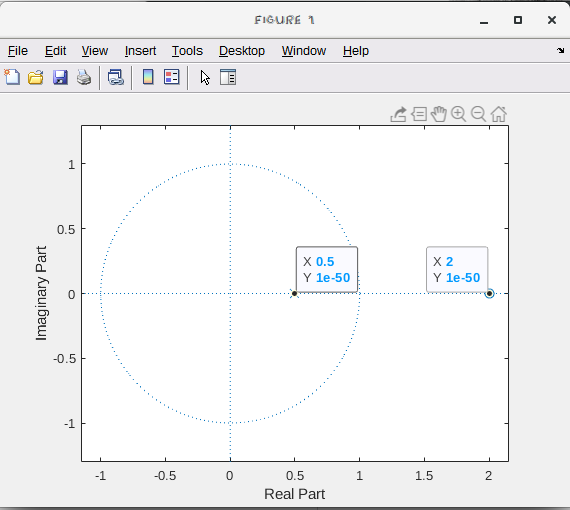 FIGURE 1
File Edit View Insert Tools Desktop Window Help
1
0.5
0
-0.5
-1
Imaginary Part
X 0.5
Y 1e-50
X 2
Y 1e-50
-1 -0.5 0 0.5 1 1.5 2
Real Part